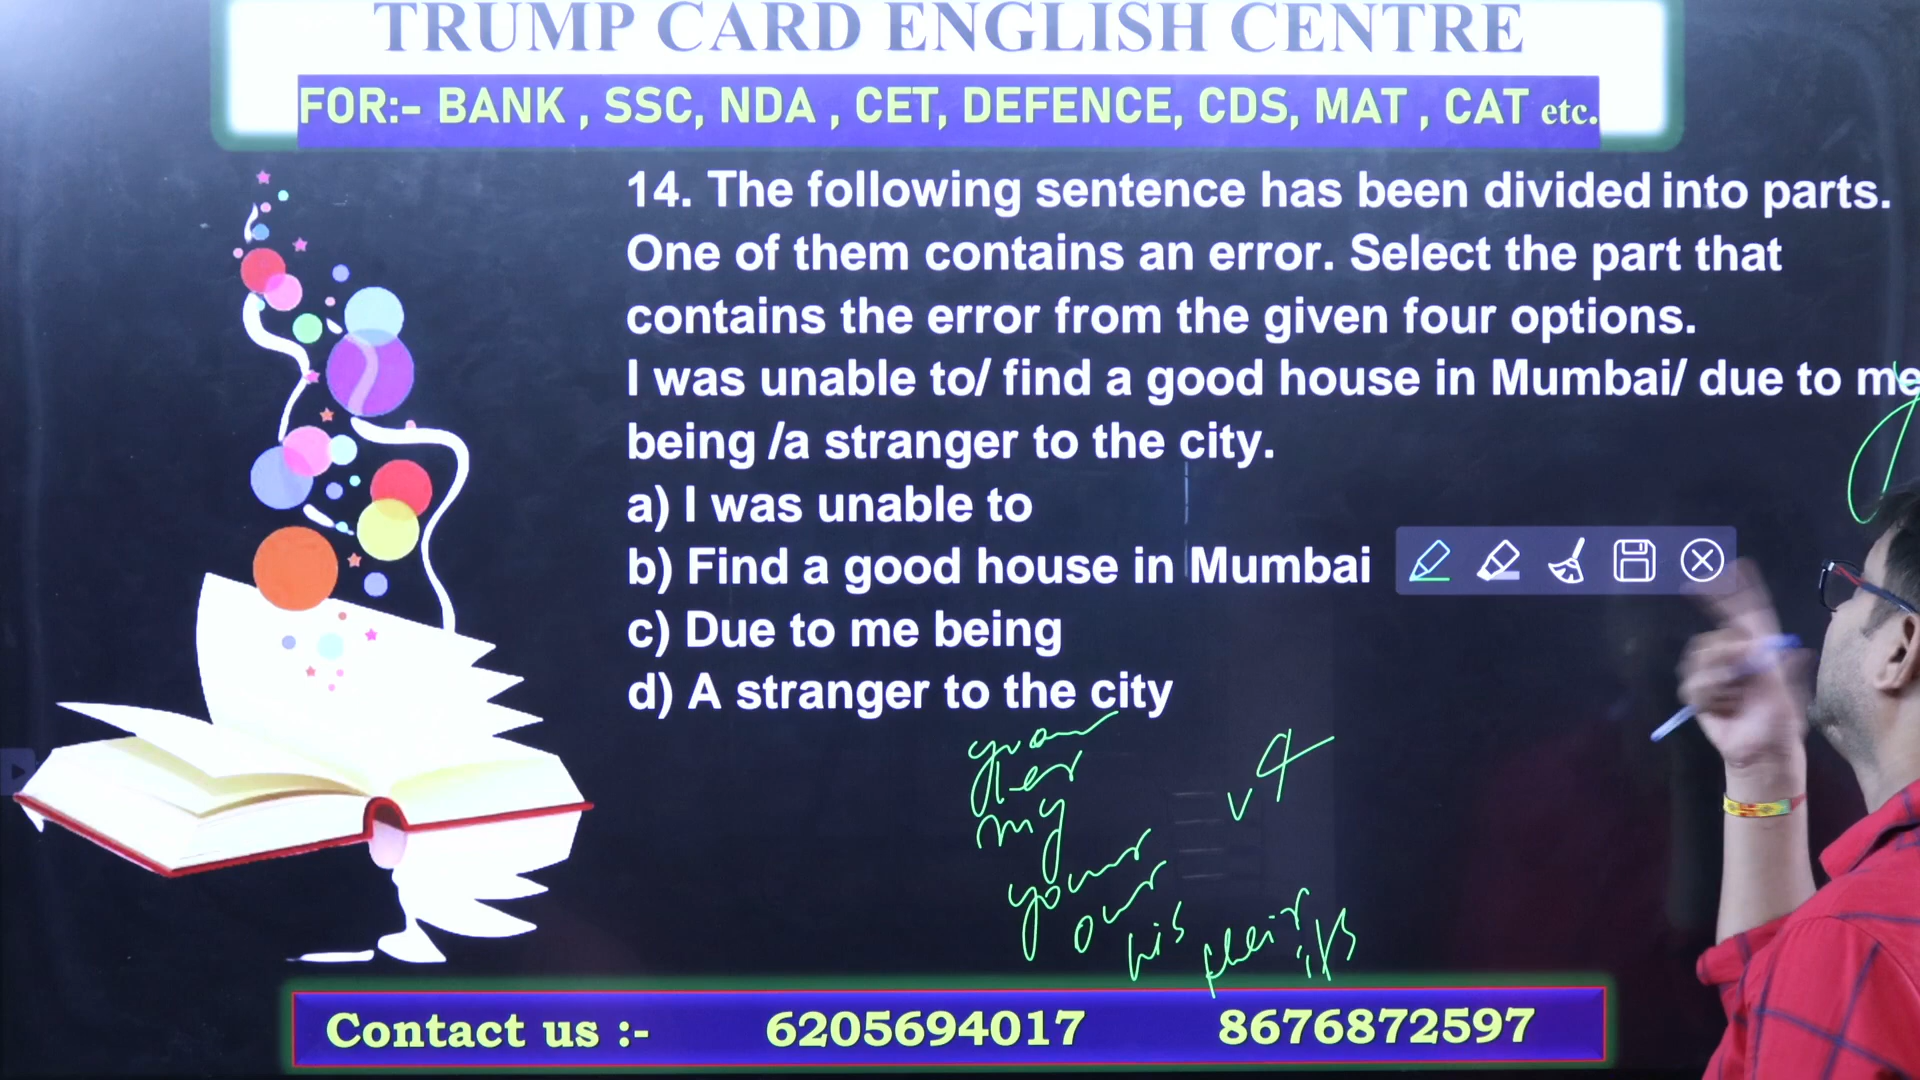 TRUMP CARD ENGLISH CENTRE
FOR:- BANK , SSC, NDA , CET, DEFENCE, CDS, MAT , CAT etc.
14. The following sentence has been divided into parts.
One of them contains an error. Select the part that
contains the error from the given four options.
I was unable to/ find a good house in Mumbai/ due to me
being /a stranger to the city.
a) I was unable to
b) Find a good house in Mumbai
c) Due to me being
d) A stranger to the city
her
my
your
our
his their its
Contact us :- 6205694017 8676872597